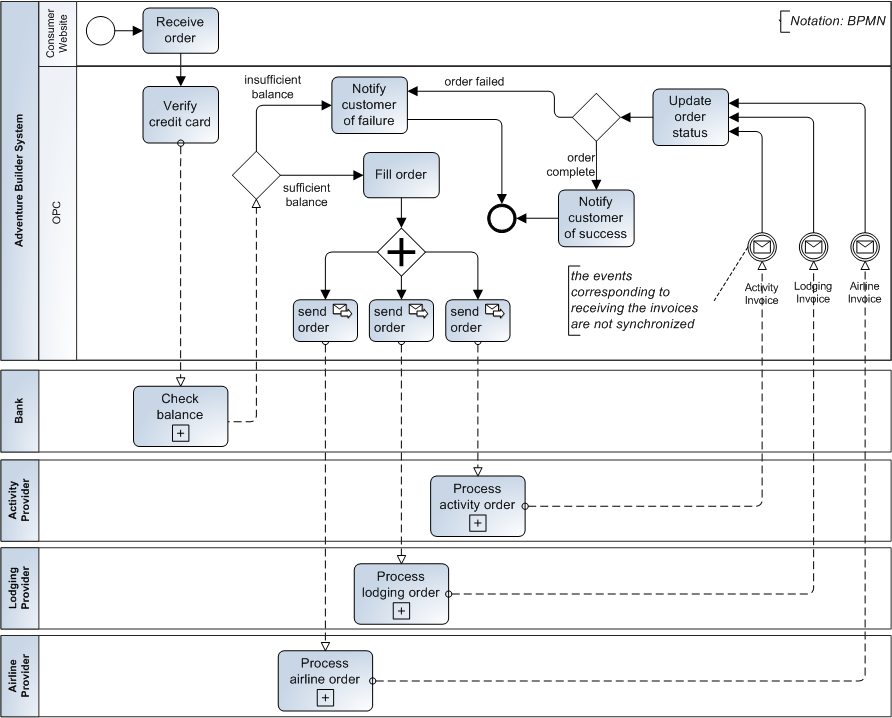 Adventure Builder System
Consumer
Website
Receive
order
Notation: BPMN
OPC
Verify
credit card
insufficient
balance
Notify
customer
of failure
order failed
Update
order
status
sufficient
balance
Fill order
order
complete
Notify
customer
of success
send
order
send
order
send
order
the events
corresponding to
receiving the invoices
are not synchronized
Activity
Invoice
Lodging
Invoice
Airline
Invoice
Bank
Check
balance
Activity
Provider
Process
activity order
Lodging
Provider
Process
lodging order
Airline
Provider
Process
airline order